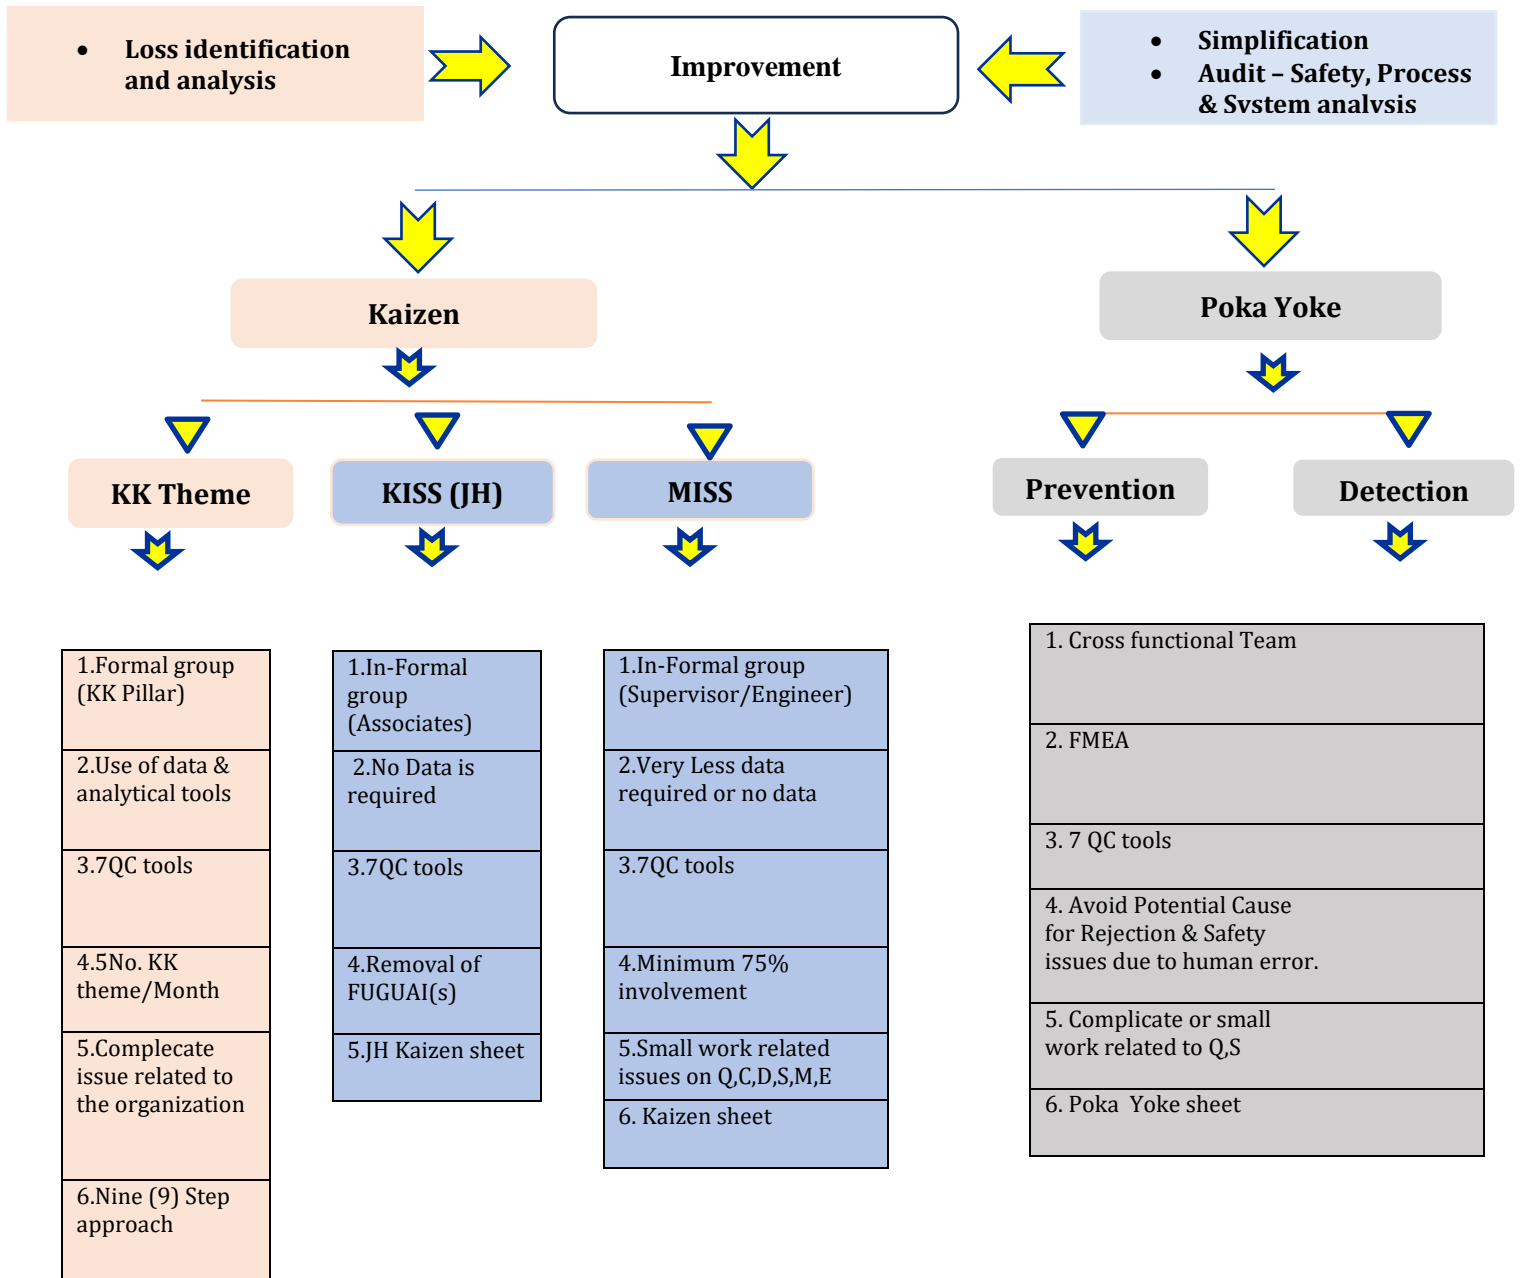 • Loss identification
and analysis
Improvement
• Simplification
• Audit – Safety, Process
& System analysis
Kaizen
Poka Yoke
KK Theme
KISS (JH)
MISS
Prevention
Detection
1.Formal group
(KK Pillar)
2.Use of data &
analytical tools
3.7QC tools
4.5No. KK
theme/Month
5.Complecate
issue related to
the organization
6.Nine (9) Step
approach
1.In-Formal
group
(Associates)
2.No Data is
required
3.7QC tools
4.Removal of
FUGUAI(s)
5.JH Kaizen sheet
1.In-Formal group
(Supervisor/Engineer)
2.Very Less data
required or no data
3.7QC tools
4.Minimum 75%
involvement
5.Small work related
issues on Q,C,D,S,M,E
6. Kaizen sheet
1. Cross functional Team
2. FMEA
3. 7 QC tools
4. Avoid Potential Cause
for Rejection & Safety
issues due to human error.
5. Complicate or small
work related to Q,S
6. Poka  Yoke sheet